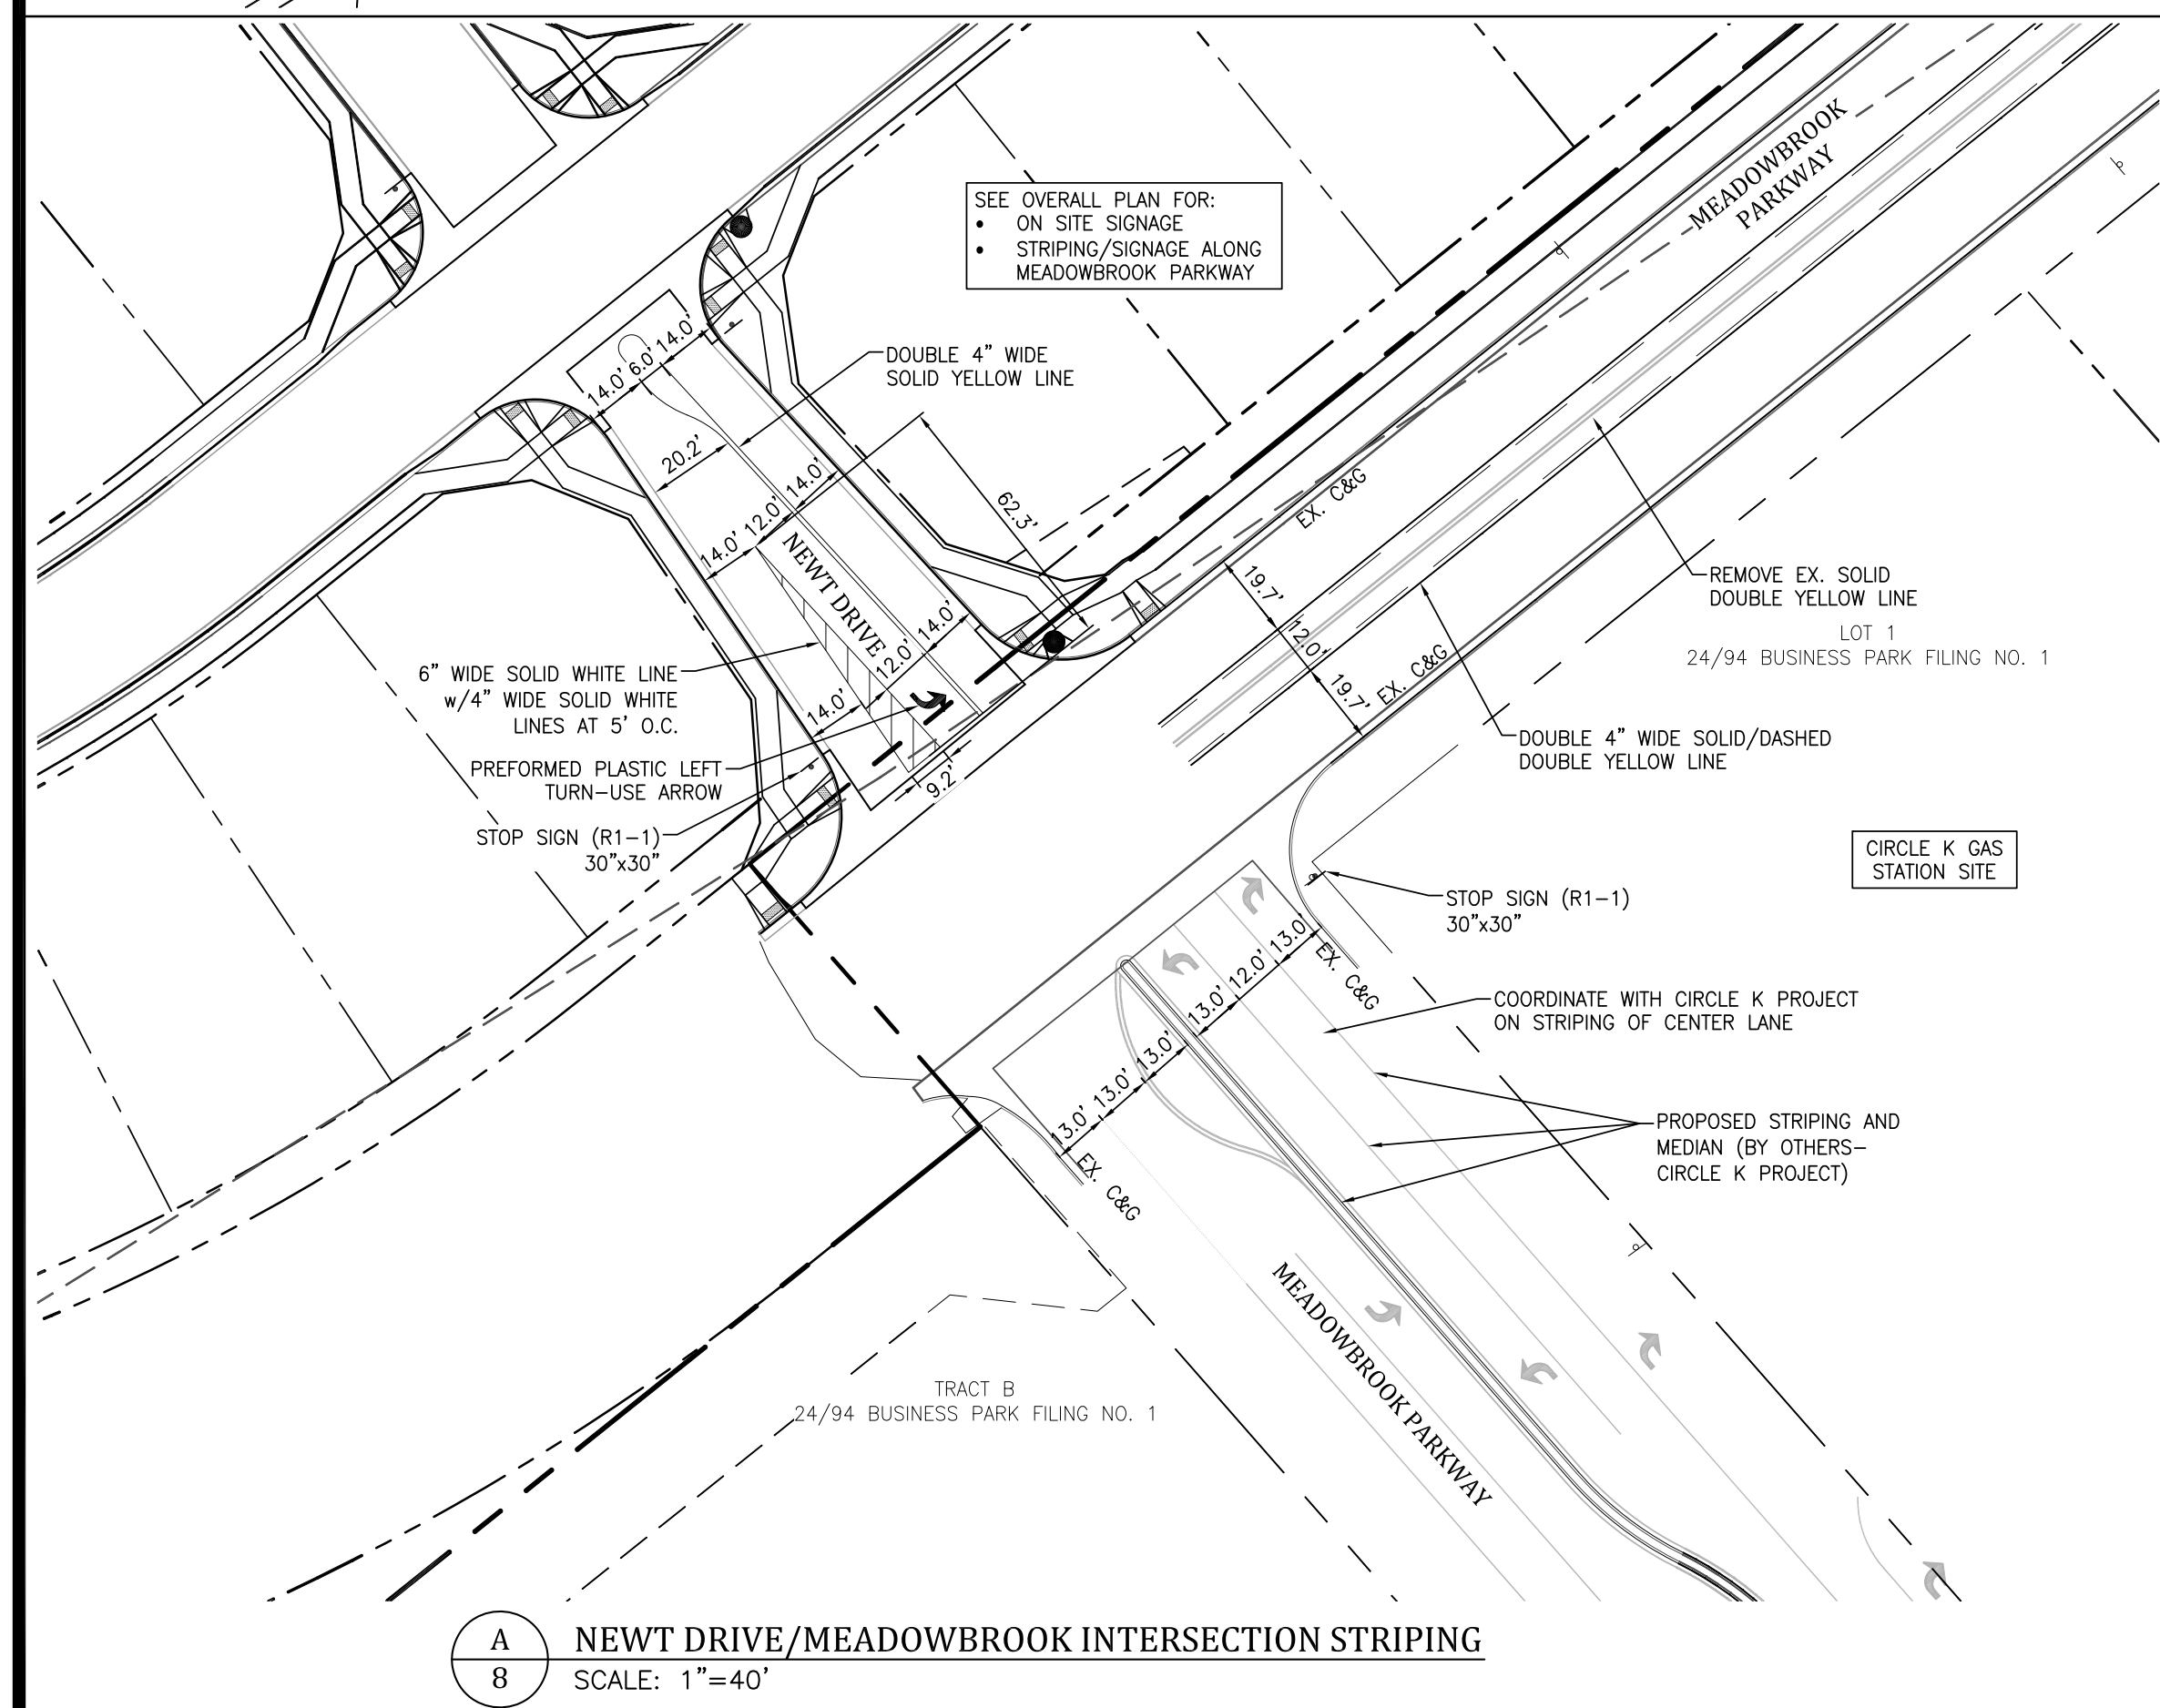 MEADOWBROOK
PARKWAY
SEE OVERALL PLAN FOR:
• ON SITE SIGNAGE
• STRIPING/SIGNAGE ALONG
MEADOWBROOK PARKWAY
14.0' 6.0' 14.0'
DOUBLE 4" WIDE
SOLID YELLOW LINE
20.2'
14.0' 12.0' 14.0'
62.3'
EX. C&G
NEWT DRIVE
14.0' 12.0' 14.0'
19.7'
12.0'
19.7'
EX. C&G
REMOVE EX. SOLID
DOUBLE YELLOW LINE
LOT 1
24/94 BUSINESS PARK FILING NO. 1
6" WIDE SOLID WHITE LINE
w/4" WIDE SOLID WHITE
LINES AT 5' O.C.
DOUBLE 4" WIDE SOLID/DASHED
DOUBLE YELLOW LINE
PREFORMED PLASTIC LEFT
TURN-USE ARROW
9.2'
STOP SIGN (R1-1)
30"x30"
CIRCLE K GAS
STATION SITE
STOP SIGN (R1-1)
30"x30"
13.0' 13.0' 13.0' 13.0' 12.0' 13.0'
EX. C&G
COORDINATE WITH CIRCLE K PROJECT
ON STRIPING OF CENTER LANE
PROPOSED STRIPING AND
MEDIAN (BY OTHERS-
CIRCLE K PROJECT)
EX. C&G
MEADOWBROOK PARKWAY
TRACT B
24/94 BUSINESS PARK FILING NO. 1
A
8
NEWT DRIVE/MEADOWBROOK INTERSECTION STRIPING
SCALE: 1"=40'